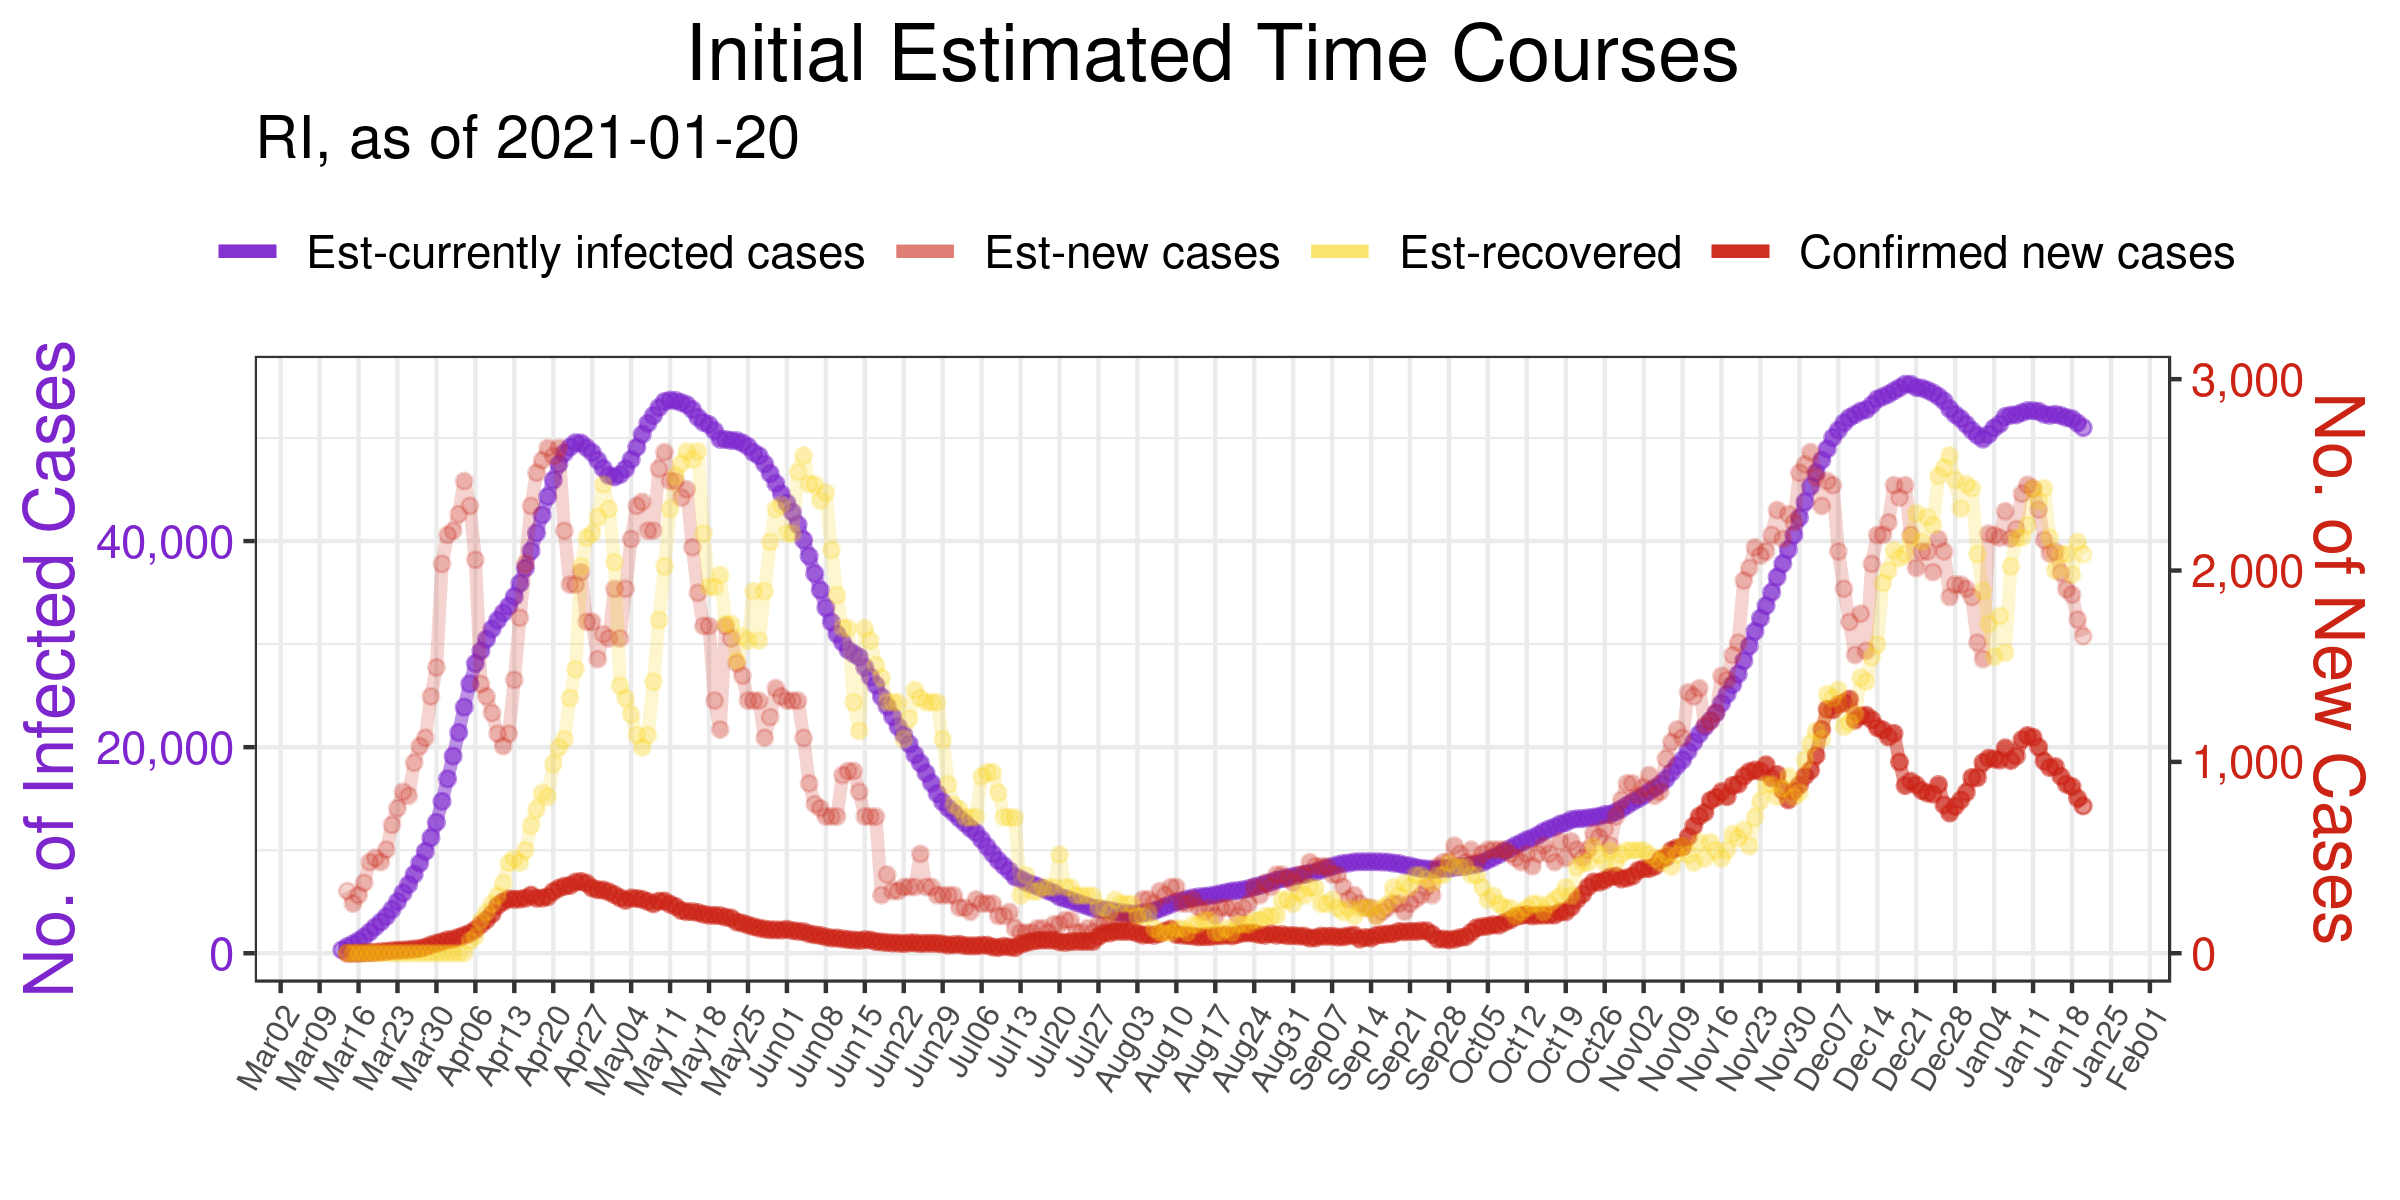 Initial Estimated Time Courses
RI, as of 2021-01-20
Est-currently infected cases
Est-new cases
Est-recovered
Confirmed new cases
No. of Infected Cases
40,000
20,000
0
3,000
2,000
1,000
0
No. of New Cases
Mar02
Mar09
Mar16
Mar23
Mar30
Apr06
Apr13
Apr20
Apr27
May04
May11
May18
May25
Jun01
Jun08
Jun15
Jun22
Jun29
Jul06
Jul13
Jul20
Jul27
Aug03
Aug10
Aug17
Aug24
Aug31
Sep07
Sep14
Sep21
Sep28
Oct05
Oct12
Oct19
Oct26
Nov02
Nov09
Nov16
Nov23
Nov30
Dec07
Dec14
Dec21
Dec28
Jan04
Jan11
Jan18
Jan25
Feb01